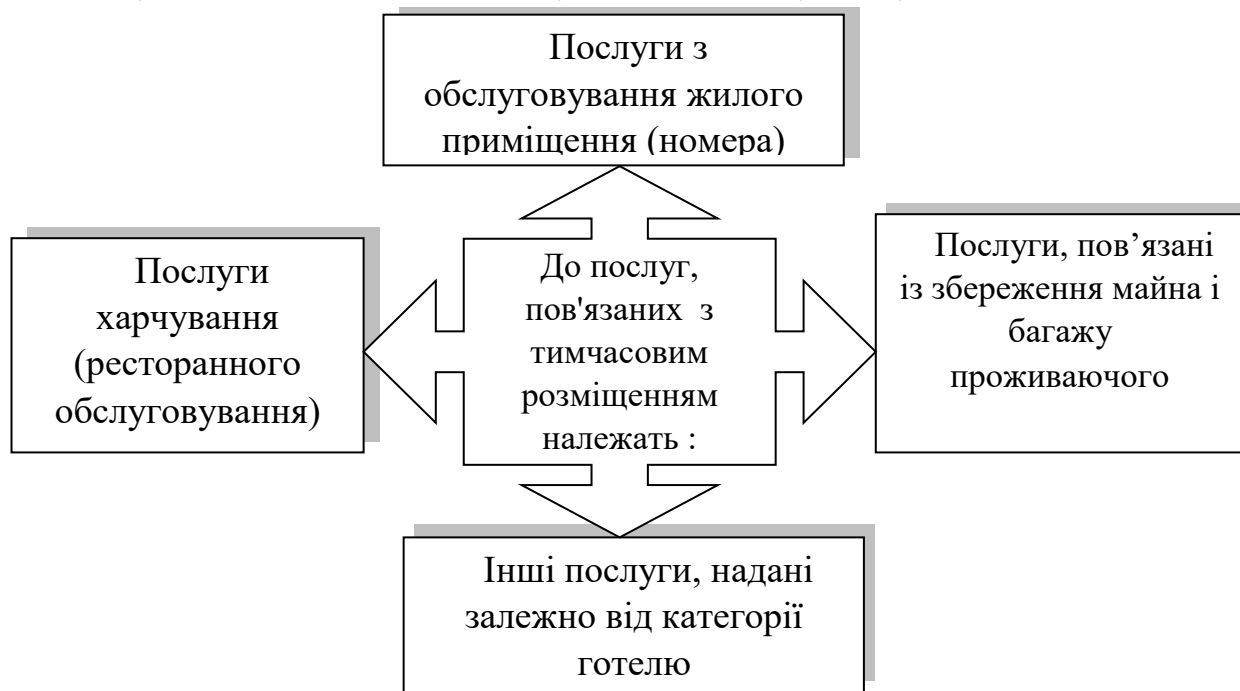 Послуги з
обслуговування жилого
приміщення (номера)
Послуги
харчування
(ресторанного
обслуговування)
До послуг,
пов'язаних з
тимчасовим
розміщенням
належать :
Послуги, пов’язані
із збереження майна і
багажу
проживаючого
Інші послуги, надані
залежно від категорії
готелю